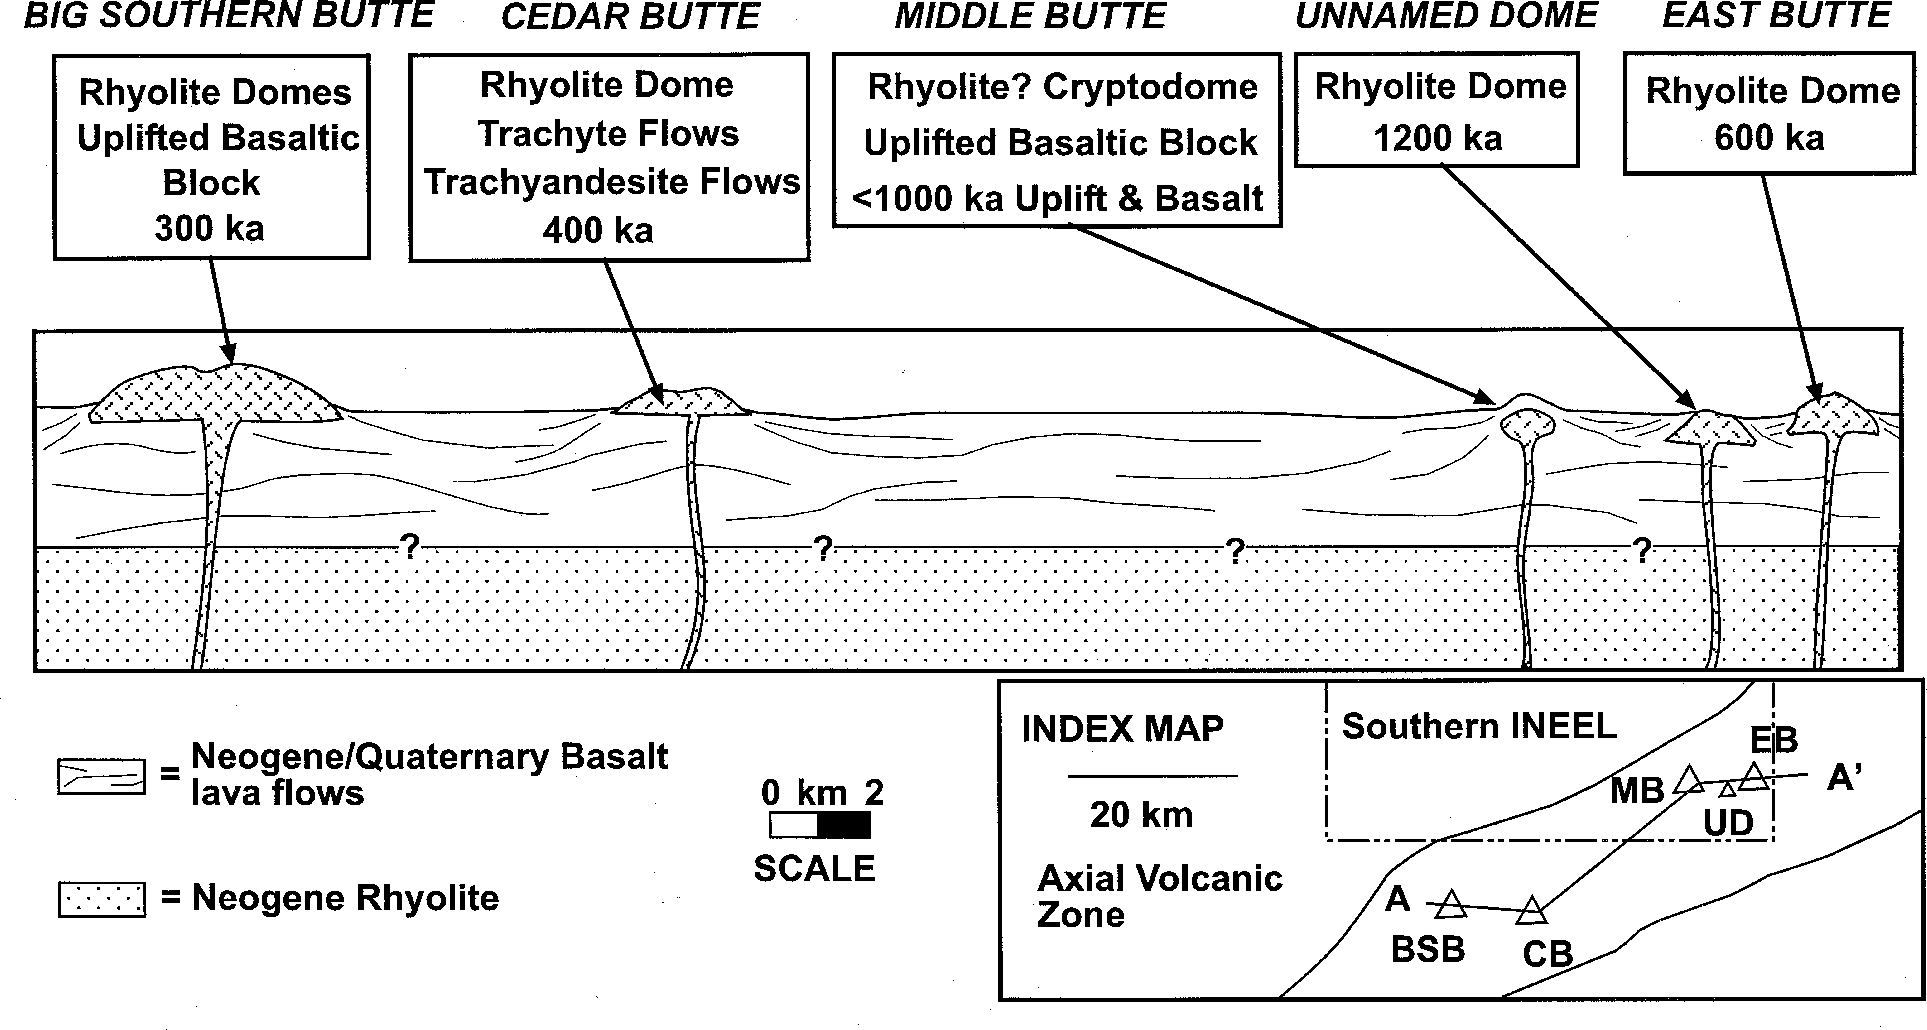 BIG SOUTHERN BUTTE
CEDAR BUTTE
MIDDLE BUTTE
UNNAMED DOME
EAST BUTTE
Rhyolite Domes
Uplifted Basaltic
Block
300 ka
Rhyolite Dome
Trachyte Flows
Trachyandesite Flows
400 ka
Rhyolite? Cryptodome
Uplifted Basaltic Block
<1000 ka Uplift & Basalt
Rhyolite Dome
1200 ka
Rhyolite Dome
600 ka
?
?
?
?
= Neogene/Quaternary Basalt
lava flows
= Neogene Rhyolite
0 km 2
SCALE
INDEX MAP
20 km
Axial Volcanic
Zone
Southern INEEL
EB
MB
A'
UD
A
BSB
CB